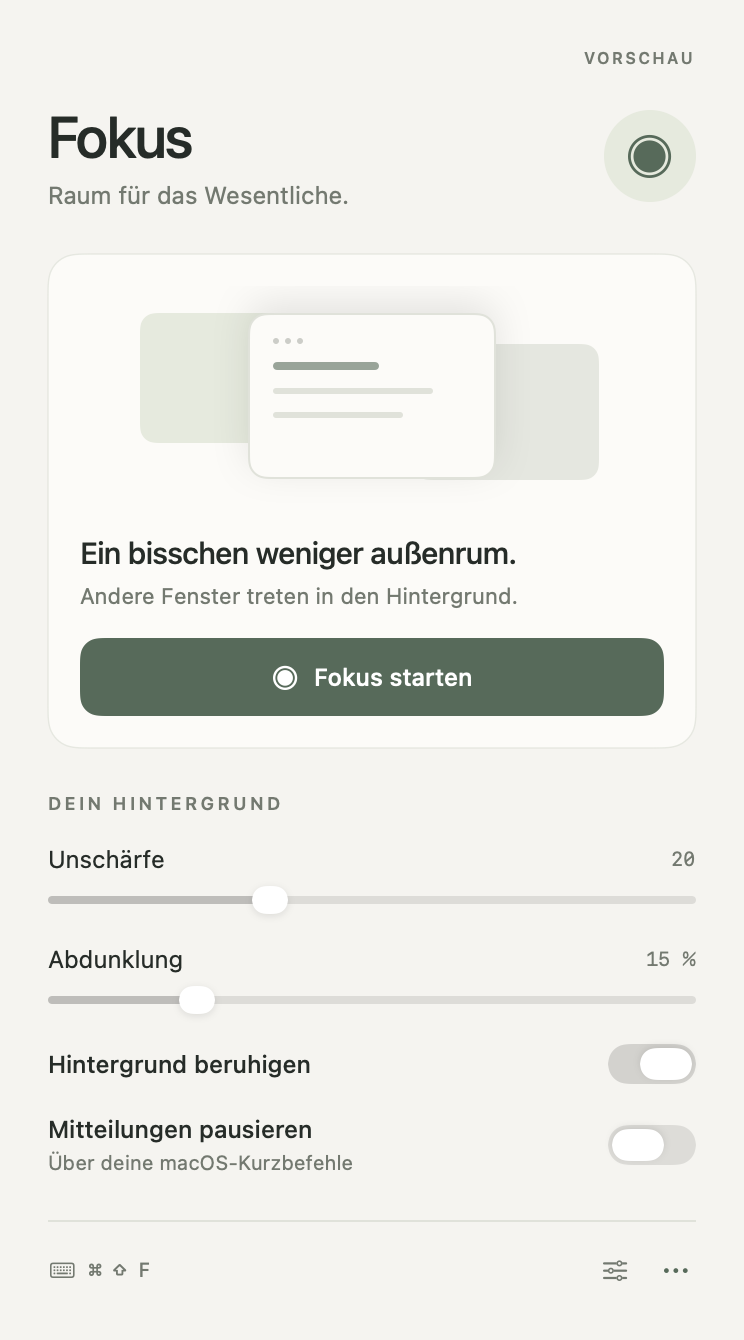 VORSCHAU
Fokus
Raum für das Wesentliche.
Ein bisschen weniger außenrum.
Andere Fenster treten in den Hintergrund.
Fokus starten
DEIN HINTERGRUND
Unschärfe 20
Abdunklung 15 %
Hintergrund beruhigen
Mitteilungen pausieren
Über deine macOS-Kurzbefehle
⌘ ⇧ F